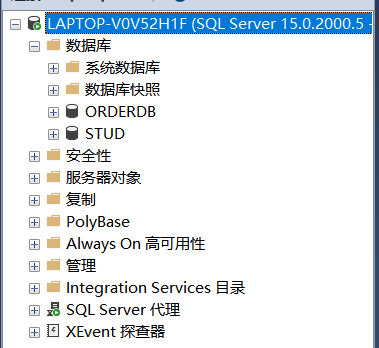 LAPTOP-V0V52H1F (SQL Server 15.0.2000.5 -
数据库
系统数据库
数据库快照
ORDERDB
STUD
安全性
服务器对象
复制
PolyBase
Always On 高可用性
管理
Integration Services 目录
SQL Server 代理
XEvent 探查器